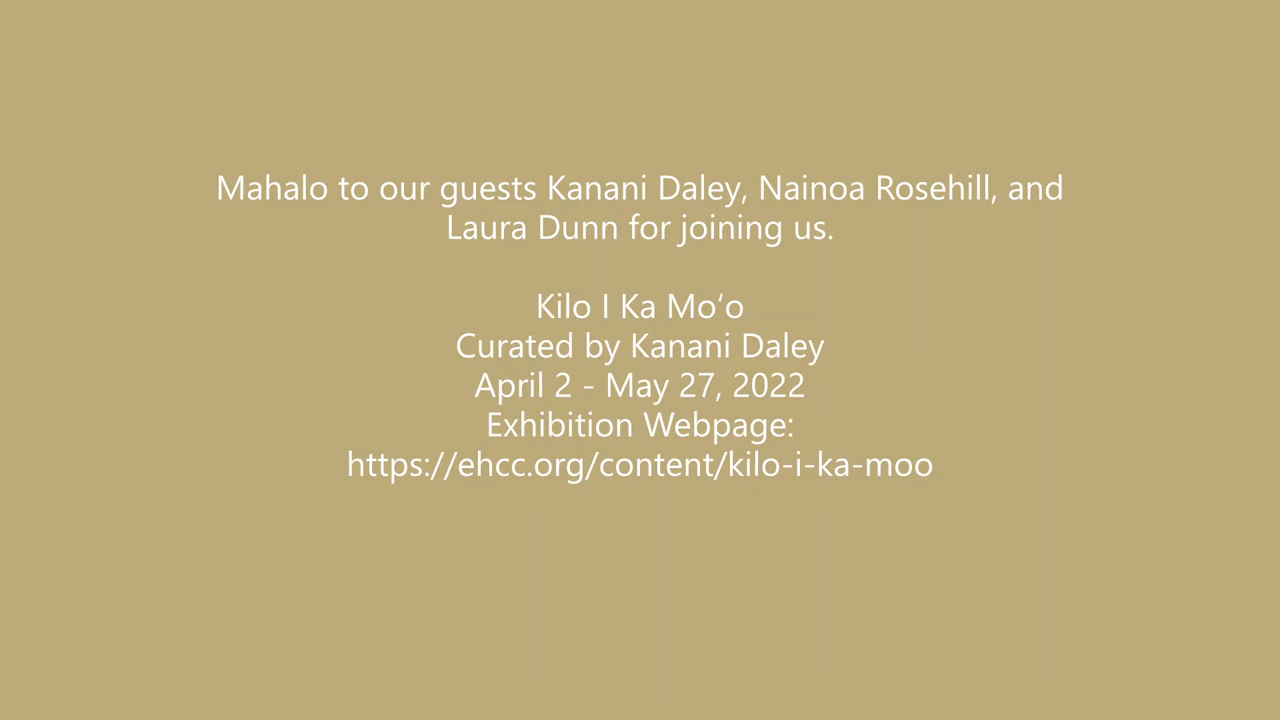 Mahalo to our guests Kanani Daley, Nainoa Rosehill, and
Laura Dunn for joining us.
Kilo I Ka Moʻo
Curated by Kanani Daley
April 2 - May 27, 2022
Exhibition Webpage:
https://ehcc.org/content/kilo-i-ka-moo